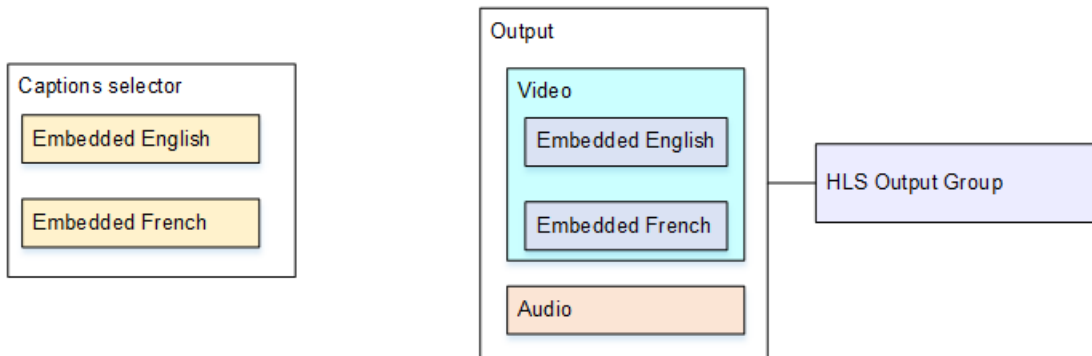 Captions selector
Embedded English
Embedded French
Output
Video
Embedded English
Embedded French
Audio
HLS Output Group